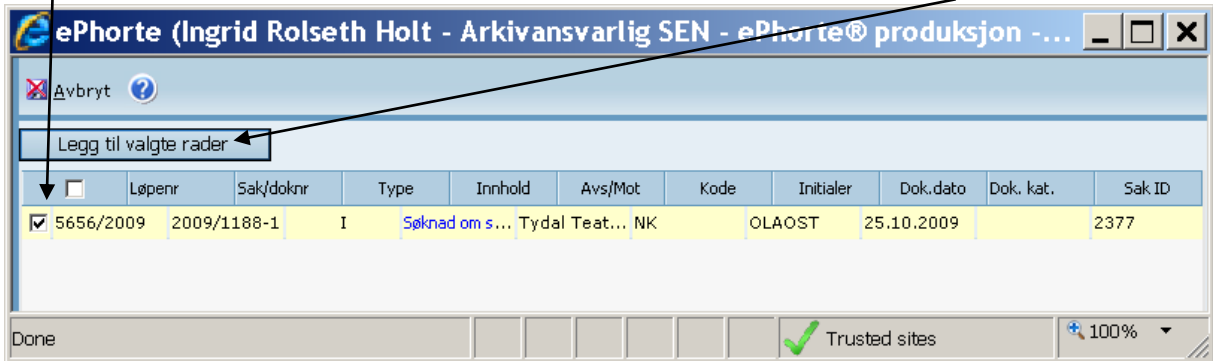 ePhorte (Ingrid Rolseth Holt - Arkivansvarlig SEN - ePhorte® produksjon -...
Avbryt
Legg til valgte rader
Løpenr Sak/doknr Type Innhold Avs/Mot Kode Initialer Dok.dato Dok. kat. Sak ID
5656/2009 2009/1188-1 I Søknad om s... Tydal Teat... NK OLAOST 25.10.2009 2377
Done Trusted sites 100%